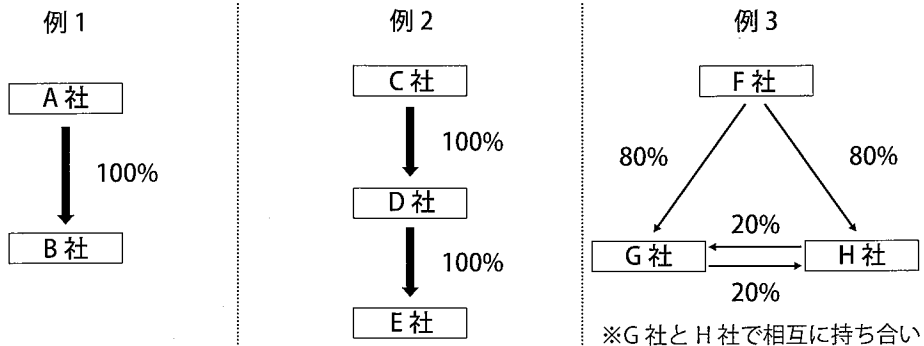 例1
A社
100%
B社
例2
C社
100%
D社
100%
E社
例3
F社
80%
80%
20%
G社
H社
20%
※G社とH社で相互に持ち合い